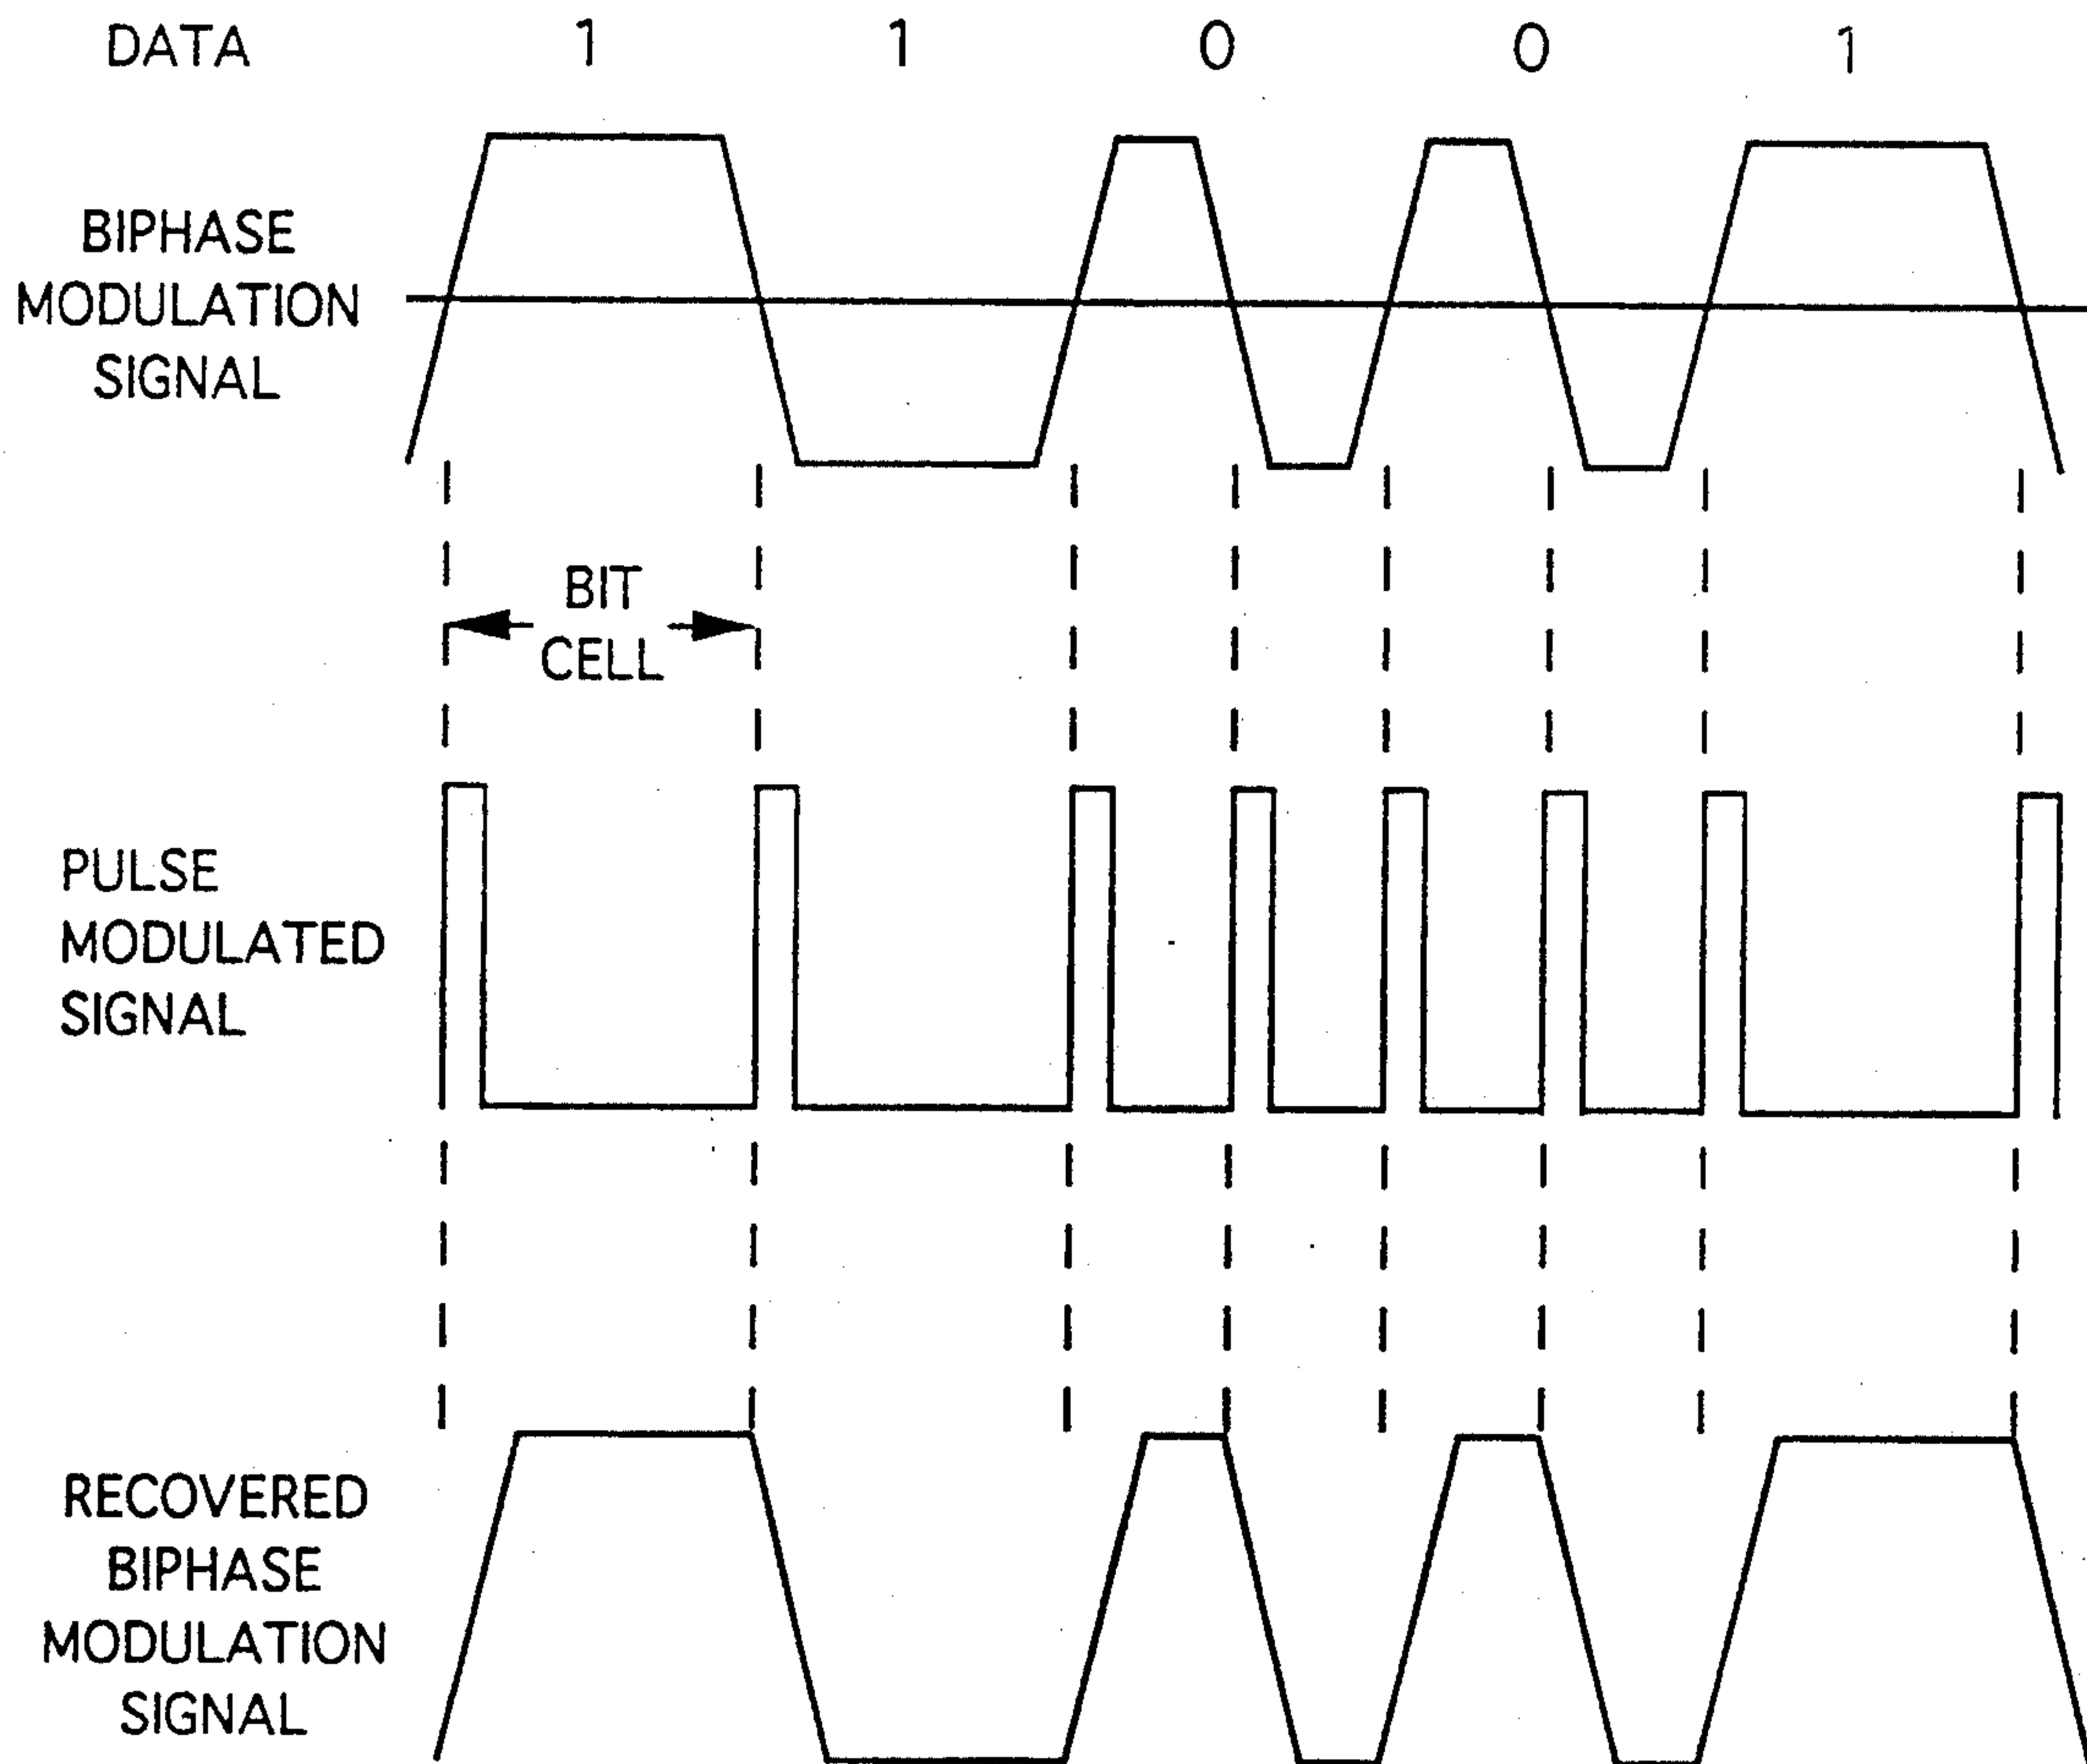 DATA 1 1 0 0 1
BIPHASE
MODULATION
SIGNAL
BIT
CELL
PULSE
MODULATED
SIGNAL
RECOVERED
BIPHASE
MODULATION
SIGNAL